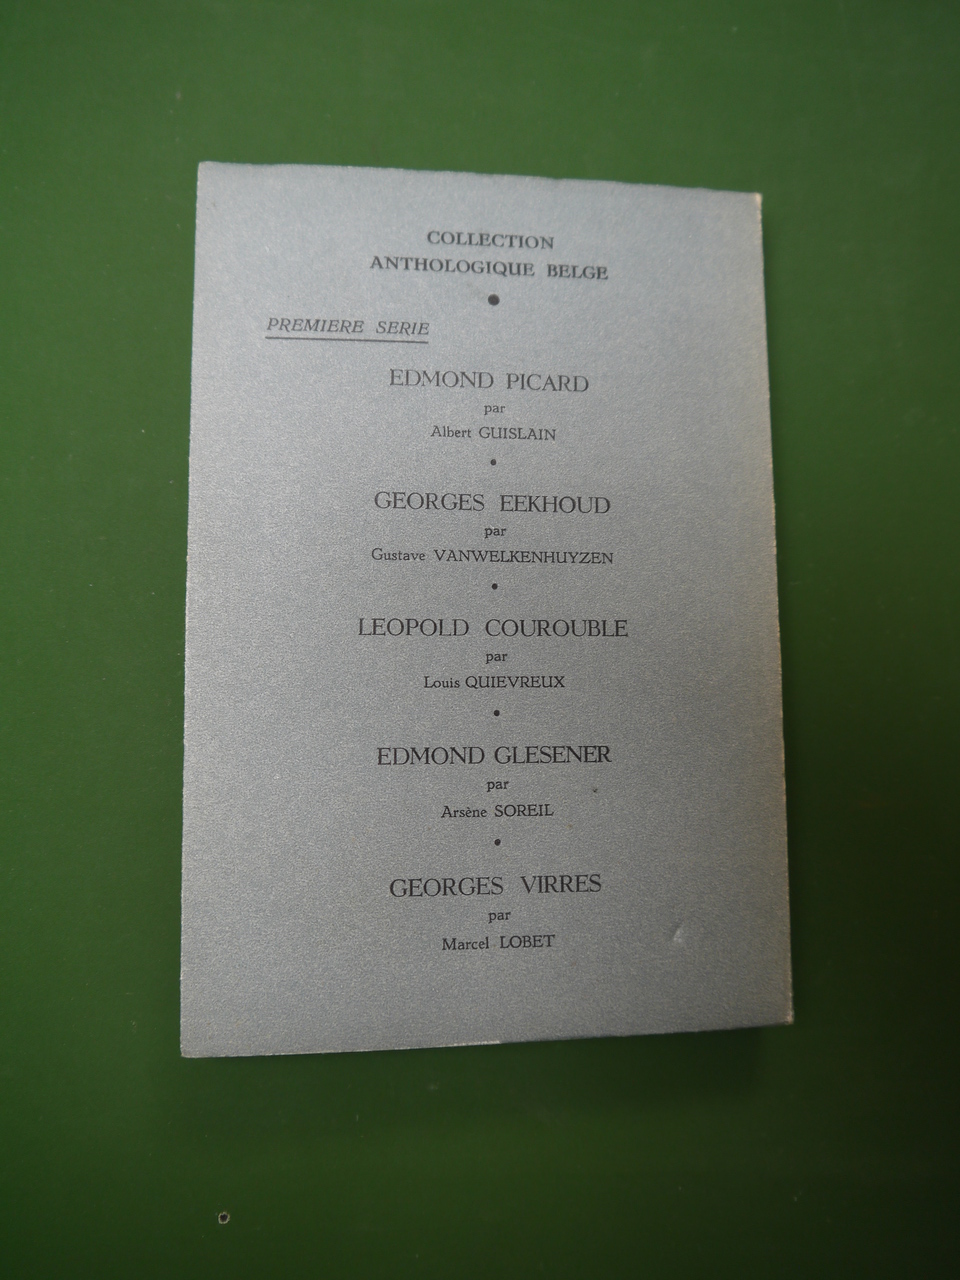 COLLECTION
ANTHOLOGIQUE BELGE
PREMIERE SERIE
EDMOND PICARD
par
Albert GUISLAIN
GEORGES EEKHOUD
par
Gustave VANWELKENHUYZEN
LEOPOLD COUROUBLE
par
Louis QUIEVREUX
EDMOND GLESENER
par
Arsène SOREIL
GEORGES VIRRES
par
Marcel LOBET